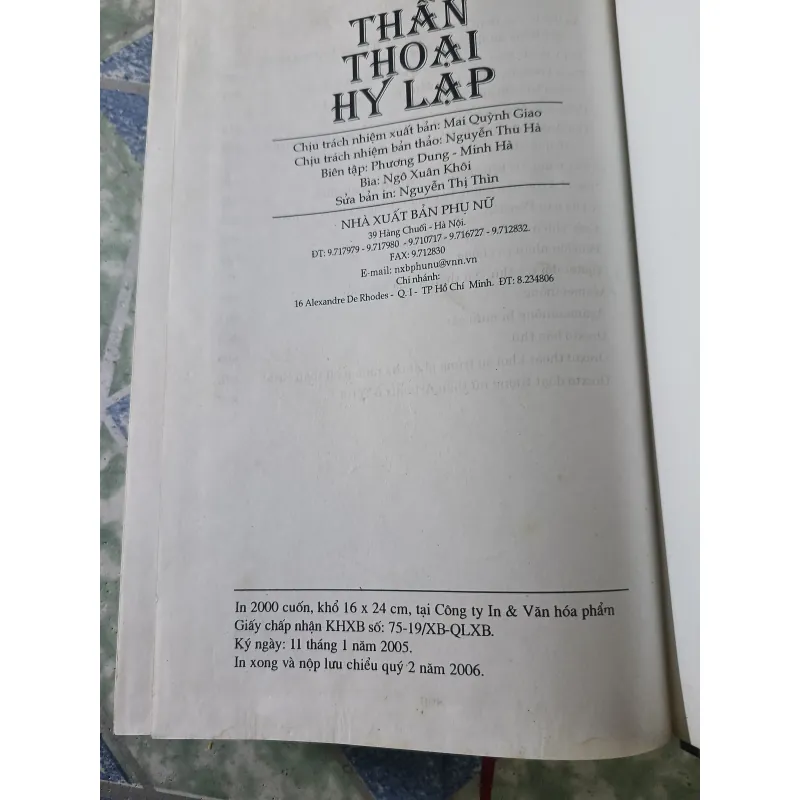 THẦN
THOẠI
HY LẠP
Chịu trách nhiệm xuất bản: Mai Quỳnh Giao
Chịu trách nhiệm bản thảo: Nguyễn Thu Hà
Biên tập: Phương Dung - Minh Hà
Bìa: Ngô Xuân Khôi
Sửa bản in: Nguyễn Thị Thìn
NHÀ XUẤT BẢN PHỤ NỮ
39 Hàng Chuối - Hà Nội.
ĐT: 9.717979 - 9.717980 - 9.710717 - 9.716727 - 9.712832.
FAX: 9.712830
E-mail: nxbphunu@vnn.vn
Chi nhánh:
16 Alexandre De Rhodes - Q. I - TP Hồ Chí Minh. ĐT: 8.234806
In 2000 cuốn, khổ 16 x 24 cm, tại Công ty In & Văn hóa phẩm
Giấy chấp nhận KHXB số: 75-19/XB-QLXB.
Ký ngày: 11 tháng 1 năm 2005.
In xong và nộp lưu chiểu quý 2 năm 2006.